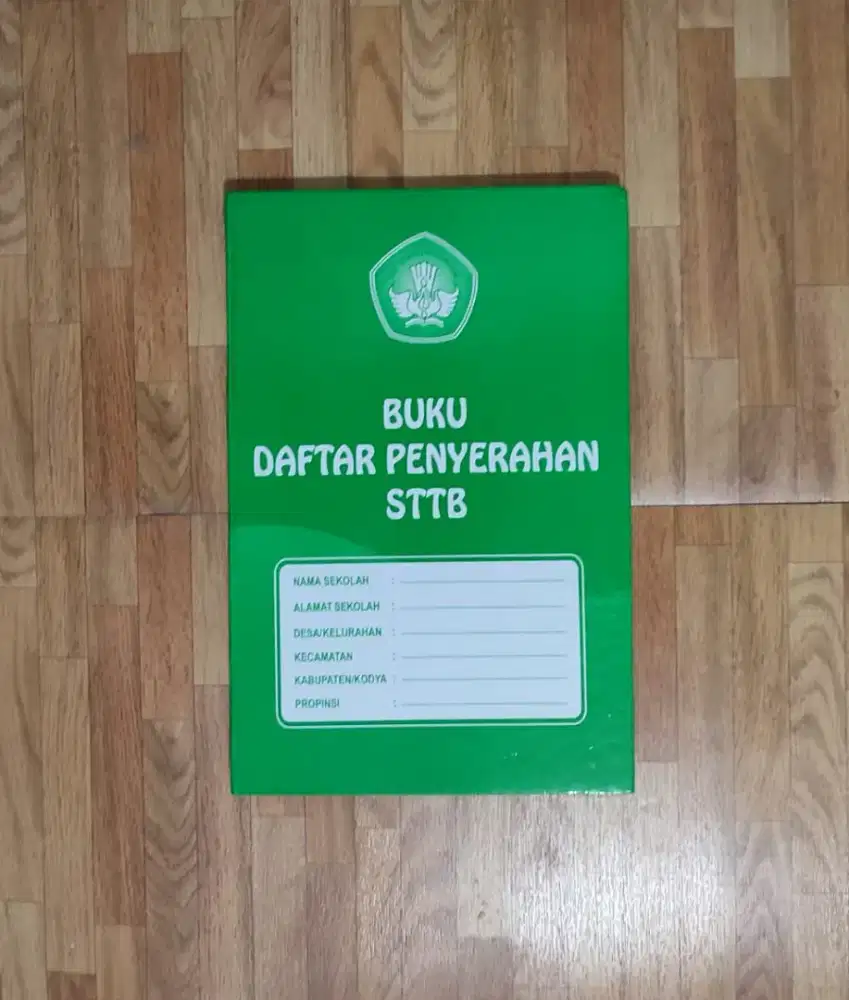 BUKU
DAFTAR PENYERAHAN
STTB
NAMA SEKOLAH :
ALAMAT SEKOLAH :
DESA/KELURAHAN :
KECAMATAN :
KABUPATEN/KODYA :
PROPINSI :